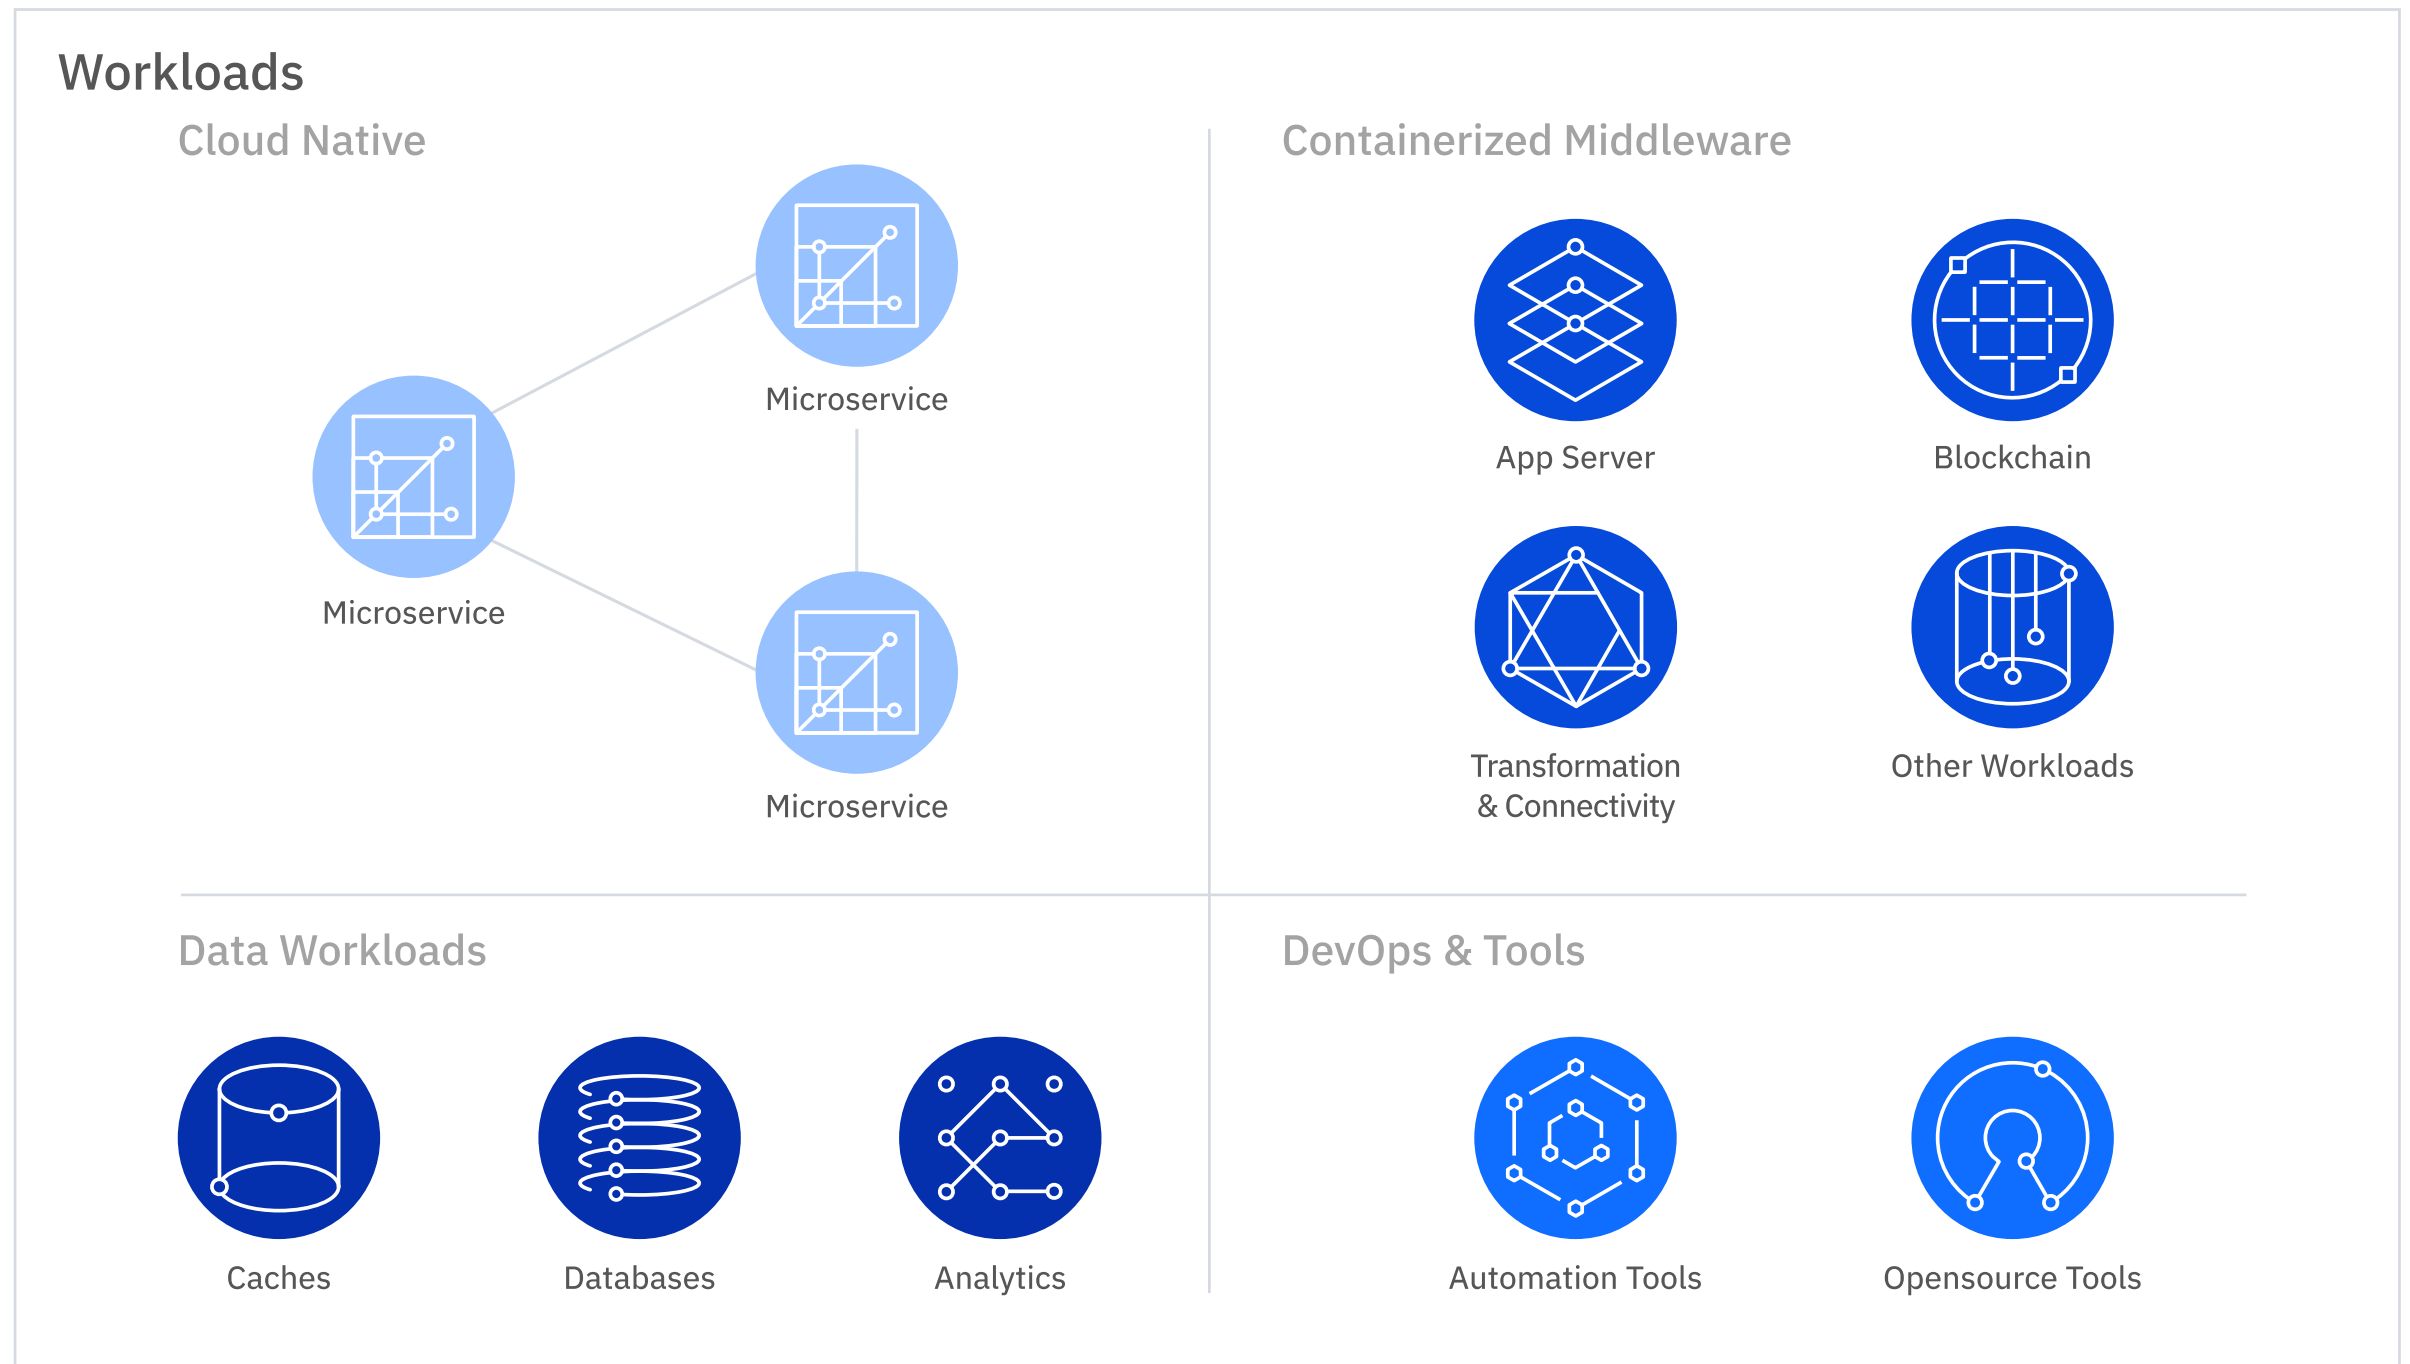 Workloads
Cloud Native
Microservice
Microservice
Microservice
Containerized Middleware
App Server
Blockchain
Transformation
& Connectivity
Other Workloads
Data Workloads
Caches
Databases
Analytics
DevOps & Tools
Automation Tools
Opensource Tools